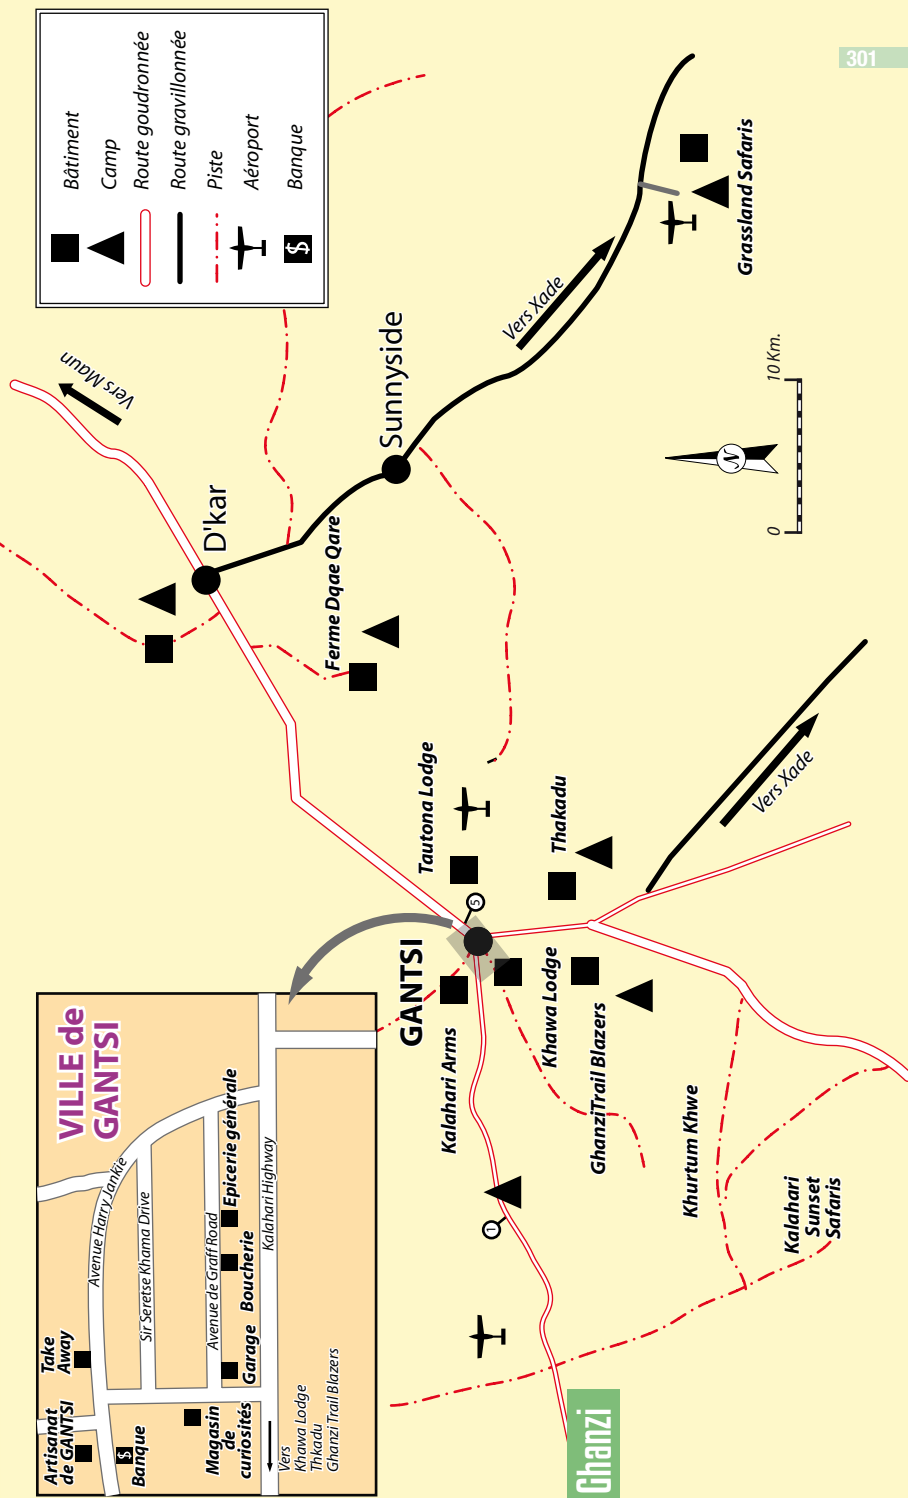 301
Bâtiment
Camp
Route goudronnée
Route gravillonnée
Piste
Aéroport
$
Banque
Vers Maun
D'kar
Sunnyside
Vers Xade
Grassland Safaris
Ferme Dqae Qare
N
0
10 Km.
Tautona Lodge
Thakadu
Vers Xade
5
GANTSI
Kalahari Arms
Khawa Lodge
GhanziTrail Blazers
Khurtum Khwe
Kalahari
Sunset
Safaris
1
Ghanzi
VILLE de
GANTSI
Avenue Harry Jankie
Sir Seretse Khama Drive
Avenue de Graff Road
Kalahari Highway
Epicerie générale
Boucherie
Garage
Take
Away
Artisanat
de GANTSI
$
Banque
Magasin
de
curiosités
Vers
Khawa Lodge
Thkadu
Ghanzi Trail Blazers